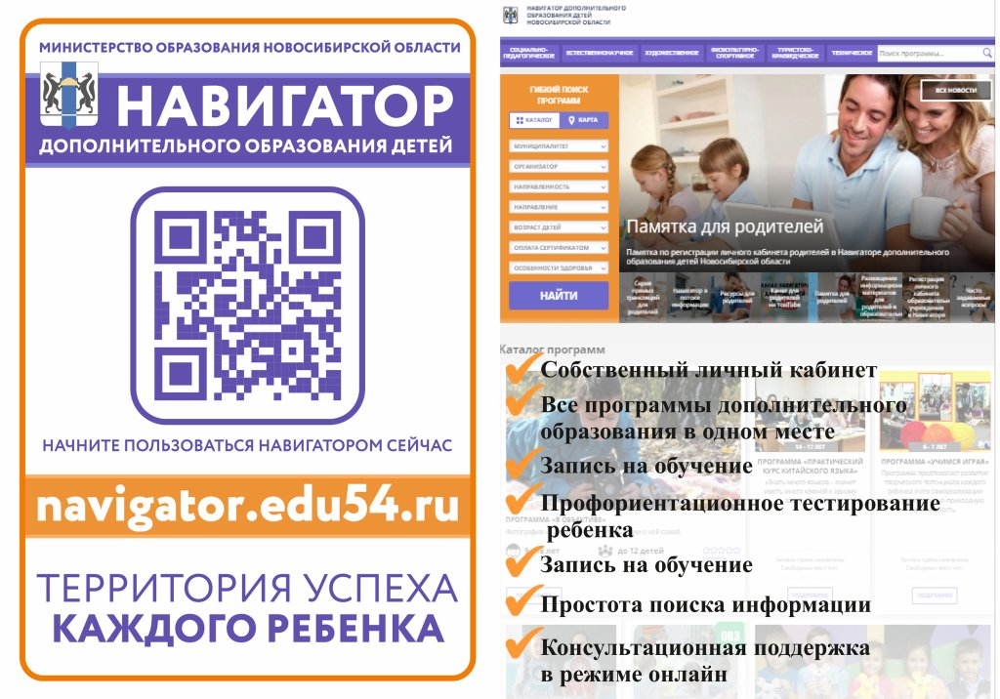 МИНИСТЕРСТВО ОБРАЗОВАНИЯ НОВОСИБИРСКОЙ ОБЛАСТИ
НАВИГАТОР
ДОПОЛНИТЕЛЬНОГО ОБРАЗОВАНИЯ ДЕТЕЙ
НАЧНИТЕ ПОЛЬЗОВАТЬСЯ НАВИГАТОРОМ СЕЙЧАС
navigator.edu54.ru
ТЕРРИТОРИЯ УСПЕХА
КАЖДОГО РЕБЕНКА
НАВИГАТОР ДОПОЛНИТЕЛЬНОГО
ОБРАЗОВАНИЯ ДЕТЕЙ
НОВОСИБИРСКОЙ ОБЛАСТИ
СОЦИАЛЬНО-ПЕДАГОГИЧЕСКОЕ ЕСТЕСТВЕННОНАУЧНОЕ ХУДОЖЕСТВЕННОЕ ФИЗКУЛЬТУРНО-СПОРТИВНОЕ ТУРИСТСКО-КРАЕВЕДЧЕСКОЕ ТЕХНИЧЕСКОЕ Поиск программы...
ГИБКИЙ ПОИСК
ПРОГРАММ
КАТАЛОГ КАРТА
МУНИЦИПАЛИТЕТ
ОРГАНИЗАТОР
НАПРАВЛЕННОСТЬ
НАПРАВЛЕНИЕ
ВОЗРАСТ ДЕТЕЙ
ОПЛАТА СЕРТИФИКАТОМ
ОСОБЕННОСТИ ЗДОРОВЬЯ
НАЙТИ
ВСЕ НОВОСТИ
Памятка для родителей
Памятка по регистрации личного кабинета родителей в Навигаторе дополнительного
образования детей Новосибирской области
Серия прямых трансляций для родителей
Навигатор в потоке информации
Ресурсы для родителей
КАНАЛ НАВИГАТОРА
Канал для родителей на YouTube
Памятка для родителей
Размещение информационных материалов для родителей в образовательных
Регистрация личного кабинета образовательного учреждения в Навигаторе
Часто задаваемые вопросы
Каталог программ
Собственный личный кабинет
Все программы дополнительного
образования в одном месте
Запись на обучение
Профориентационное тестирование
ребенка
Запись на обучение
Простота поиска информации
Консультационная поддержка
в режиме онлайн
ПРОГРАММА «В ОБЪЕКТИВЕ»
до 12 детей
14 - 17 ЛЕТ
ПРОГРАММА «ПРАКТИЧЕСКИЙ
КУРС КИТАЙСКОГО ЯЗЫКА»
ПОДРОБНЕЕ
6 - 7 ЛЕТ
ПРОГРАММА «УЧИМСЯ ИГРАЯ»
Программа предполагает развитие
ПОДРОБНЕЕ
ОВЗ